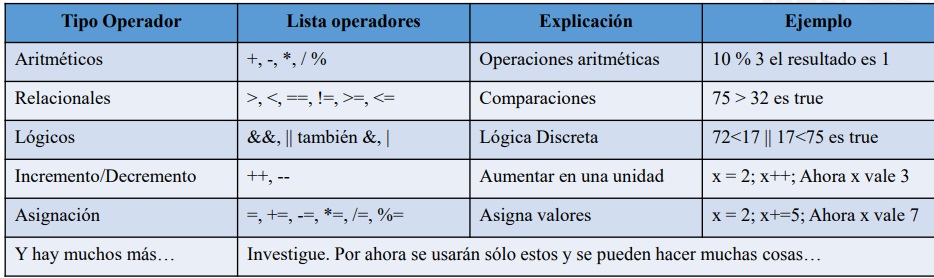 Tipo Operador Lista operadores Explicación Ejemplo
Aritméticos +, -, *, / % Operaciones aritméticas 10 % 3 el resultado es 1
Relacionales >, <, ==, !=, >=, <= Comparaciones 75 > 32 es true
Lógicos &&, || también &, | Lógica Discreta 72<17 || 17<75 es true
Incremento/Decremento ++, -- Aumentar en una unidad x = 2; x++; Ahora x vale 3
Asignación =, +=, -=, *=, /=, %= Asigna valores x = 2; x+=5; Ahora x vale 7
Y hay muchos más… Investigue. Por ahora se usarán sólo estos y se pueden hacer muchas cosas…